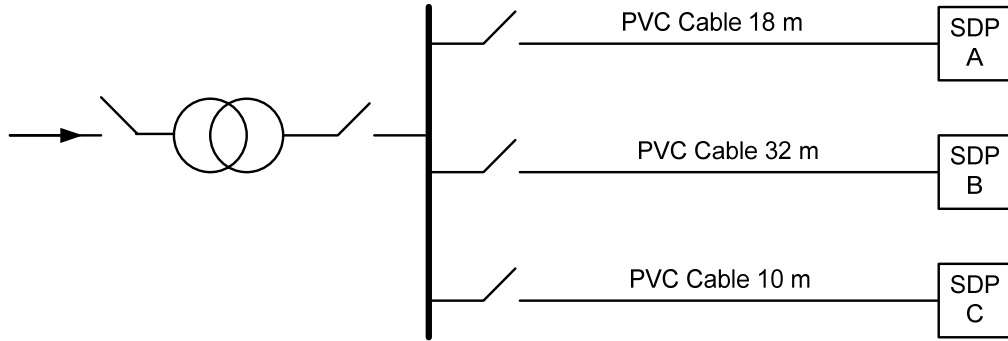 PVC Cable 18 m
SDP
A
PVC Cable 32 m
SDP
B
PVC Cable 10 m
SDP
C